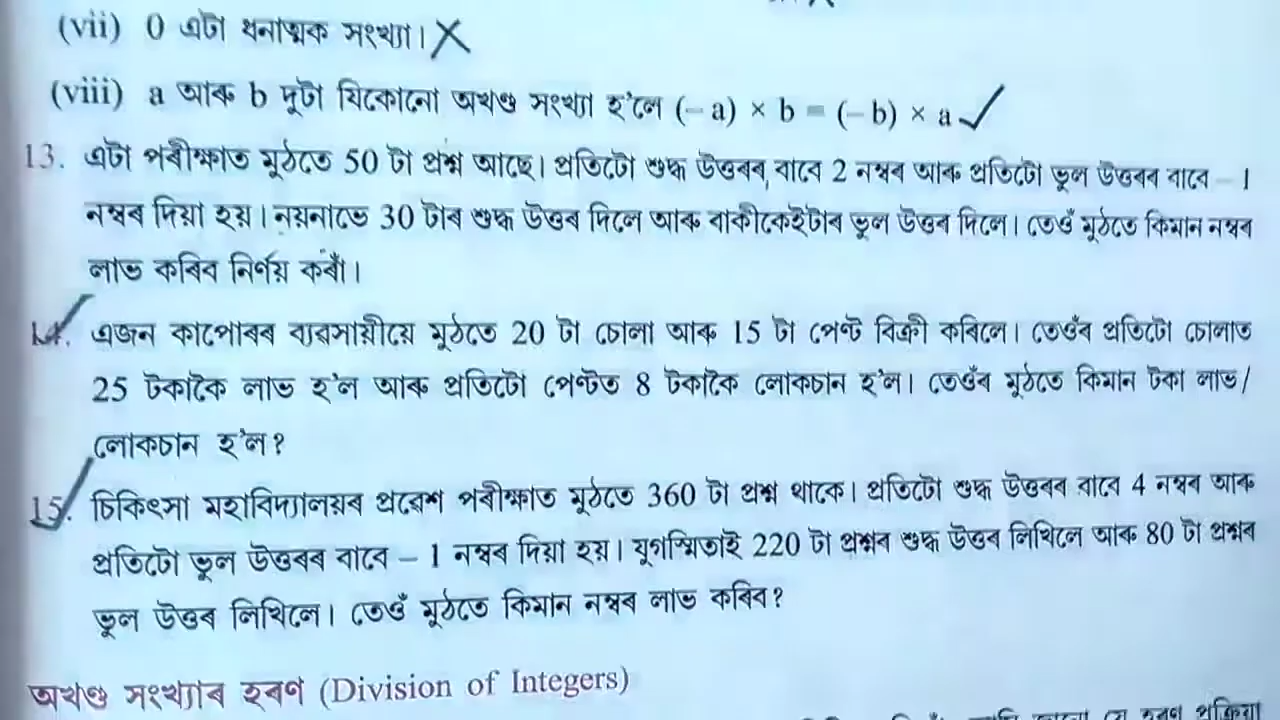 (vii) 0 এটা ধনাত্মক সংখ্যা।
(viii) a আৰু b দুটা যিকোনো অখণ্ড সংখ্যা হ'লে (– a) × b = (– b) × a
13. এটা পৰীক্ষাত মুঠতে 50 টা প্ৰশ্ন আছে। প্ৰতিটো শুদ্ধ উত্তৰৰ বাবে 2 নম্বৰ আৰু প্ৰতিটো ভুল উত্তৰৰ বাবে – 1
নম্বৰ দিয়া হয়। নয়নাভে 30 টাৰ শুদ্ধ উত্তৰ দিলে আৰু বাকীকেইটাৰ ভুল উত্তৰ দিলে। তেওঁ মুঠতে কিমান নম্বৰ
লাভ কৰিব নিৰ্ণয় কৰাঁ।
14. এজন কাপোৰৰ ব্যৱসায়ীয়ে মুঠতে 20 টা চোলা আৰু 15 টা পেণ্ট বিক্ৰী কৰিলে। তেওঁৰ প্ৰতিটো চোলাত
25 টকাকৈ লাভ হ'ল আৰু প্ৰতিটো পেণ্টত 8 টকাকৈ লোকচান হ'ল। তেওঁৰ মুঠতে কিমান টকা লাভ/
লোকচান হ'ল?
15. চিকিৎসা মহাবিদ্যালয়ৰ প্ৰৱেশ পৰীক্ষাত মুঠতে 360 টা প্ৰশ্ন থাকে। প্ৰতিটো শুদ্ধ উত্তৰৰ বাবে 4 নম্বৰ আৰু
প্ৰতিটো ভুল উত্তৰৰ বাবে – 1 নম্বৰ দিয়া হয়। যুগস্মিতাই 220 টা প্ৰশ্নৰ শুদ্ধ উত্তৰ লিখিলে আৰু 80 টা প্ৰশ্নৰ
ভুল উত্তৰ লিখিলে। তেওঁ মুঠতে কিমান নম্বৰ লাভ কৰিব?
অখণ্ড সংখ্যাৰ হৰণ (Division of Integers)